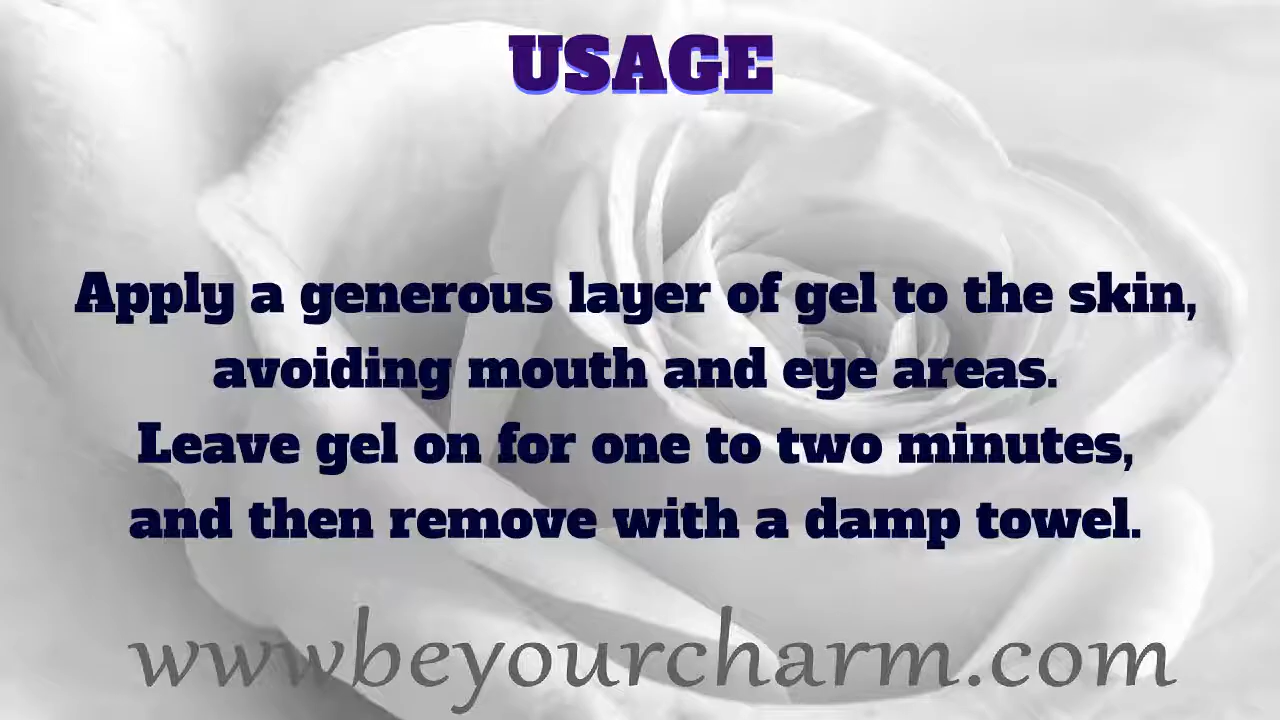 USAGE
Apply a generous layer of gel to the skin,
avoiding mouth and eye areas.
Leave gel on for one to two minutes,
and then remove with a damp towel.
www.beyourcharm.com